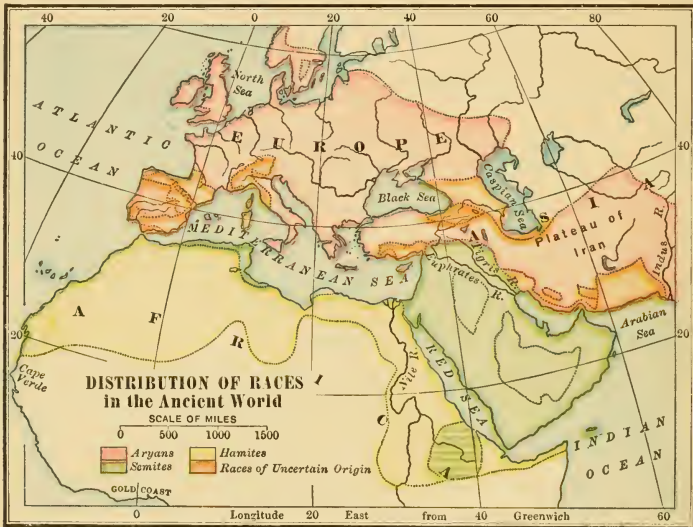 40 20 0 20 40 60 80
North
Sea
ATLANTIC
OCEAN
EUROPE
ASIA
40
40
Caspian Sea
Black Sea
Plateau of
Iran
Indus R.
MEDITERRANEAN SEA
Tigris R.
Euphrates R.
AFRICA
20
20
Arabian
Sea
Cape
Verde
Nile R.
RED SEA
INDIAN
OCEAN
DISTRIBUTION OF RACES
in the Ancient World
SCALE OF MILES
0 500 1000 1500
Aryans Hamites
Semites Races of Uncertain Origin
GOLD COAST
0 Longitude 20 East from 40 Greenwich 60